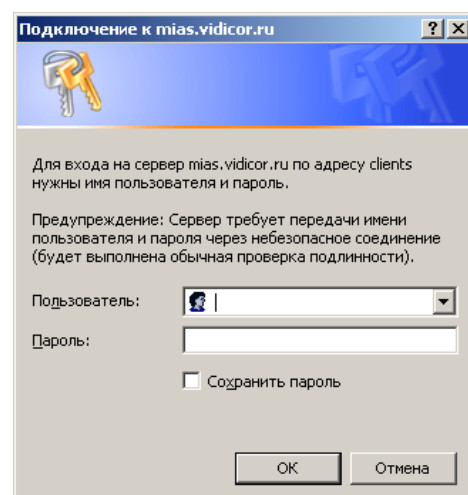 Подключение к mias.vidicor.ru
Для входа на сервер mias.vidicor.ru по адресу clients
нужны имя пользователя и пароль.
Предупреждение: Сервер требует передачи имени
пользователя и пароля через небезопасное соединение
(будет выполнена обычная проверка подлинности).
Пользователь:
Пароль:
Сохранить пароль
ОК Отмена